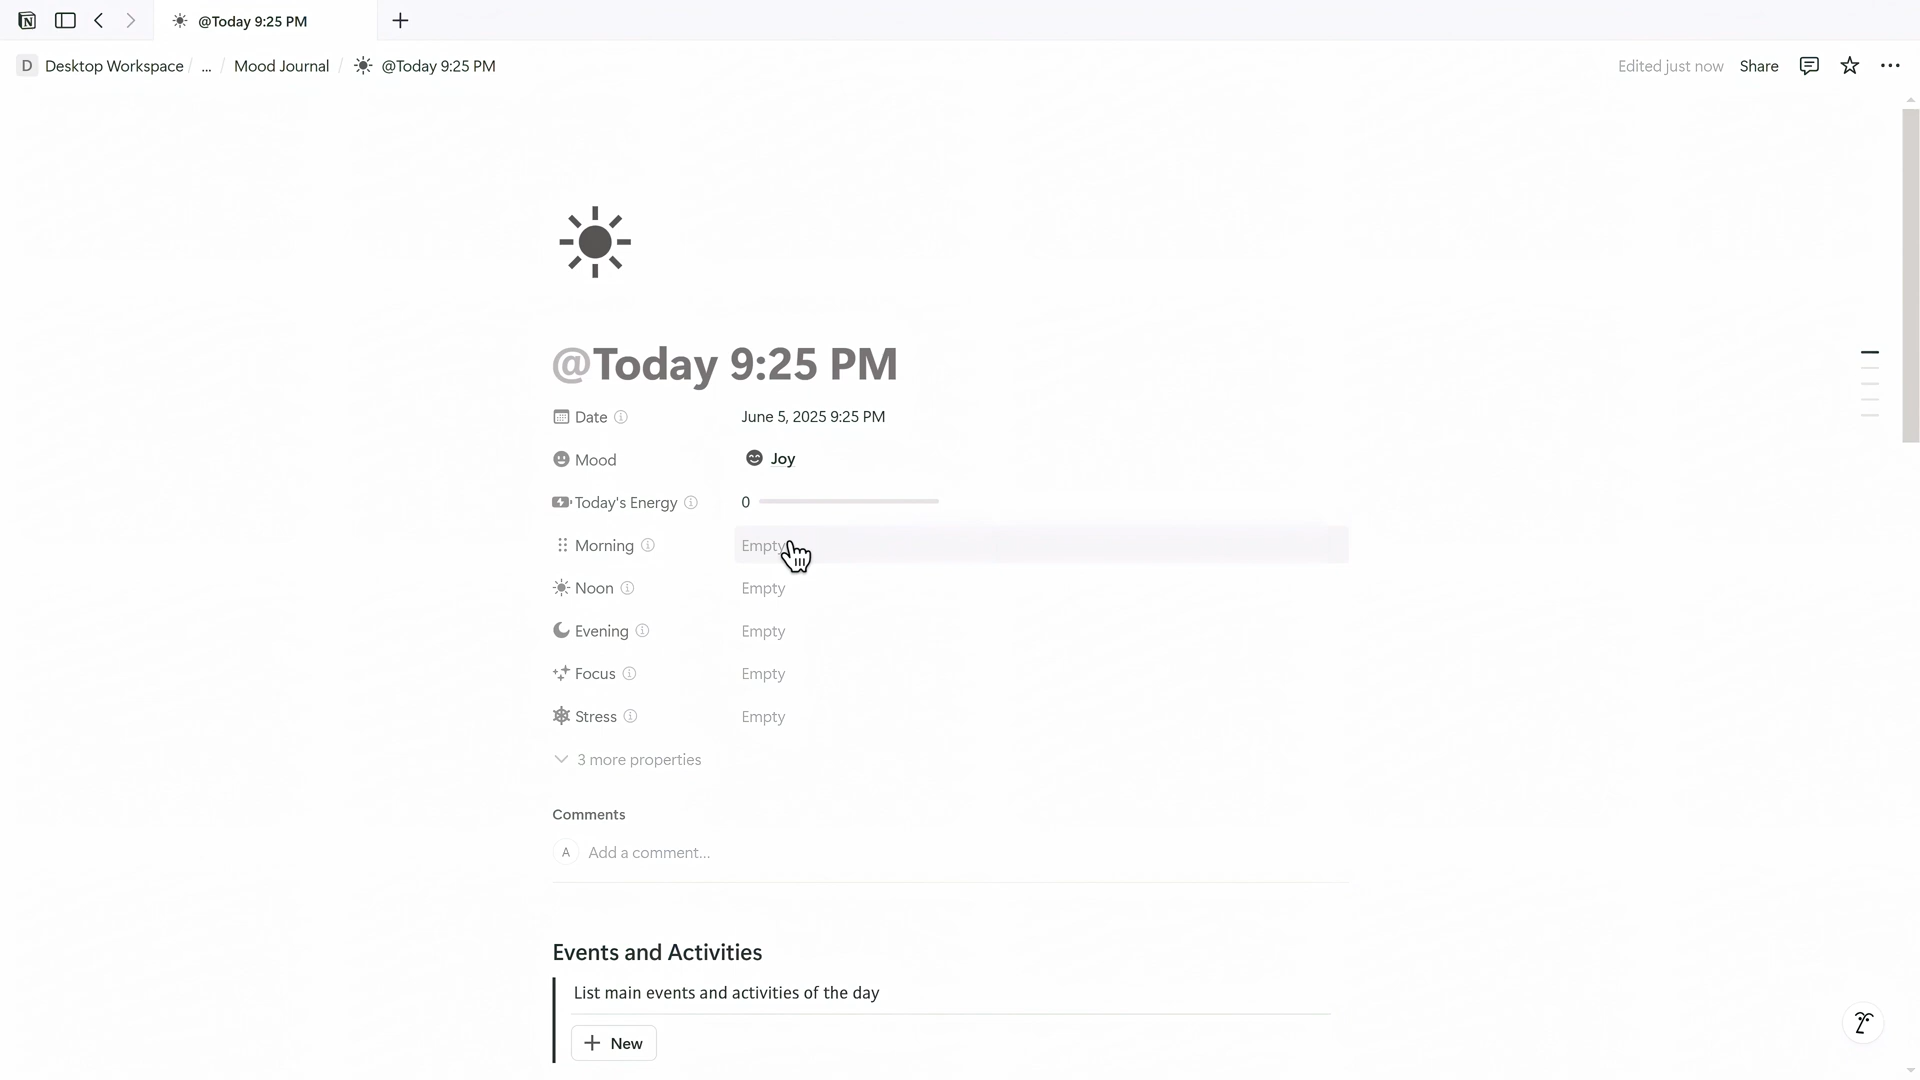 @Today 9:25 PM
D Desktop Workspace / ... / Mood Journal / @Today 9:25 PM
Edited just now Share
@Today 9:25 PM
Date June 5, 2025 9:25 PM
Mood Joy
Today's Energy 0
Morning Empty
Noon Empty
Evening Empty
Focus Empty
Stress Empty
3 more properties
Comments
A Add a comment...
Events and Activities
List main events and activities of the day
+ New